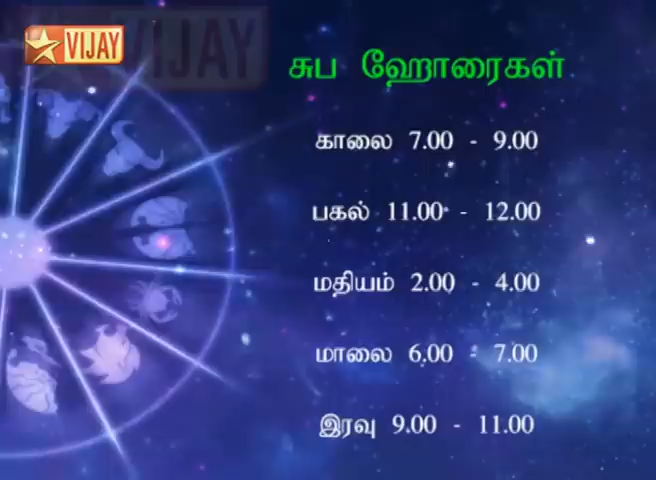 VIJAY
சுப ஹோரைகள்
காலை 7.00 - 9.00
பகல் 11.00 - 12.00
மதியம் 2.00 - 4.00
மாலை 6.00 - 7.00
இரவு 9.00 - 11.00